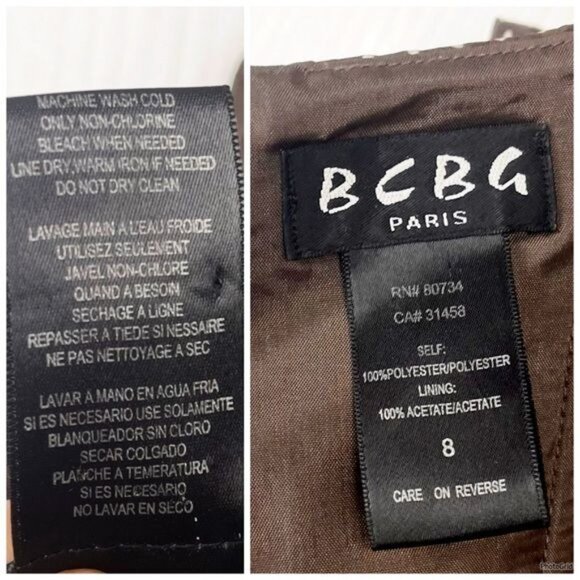 MACHINE WASH COLD
ONLY NON-CHLORINE
BLEACH WHEN NEEDED
LINE DRY, WARM IRON IF NEEDED
DO NOT DRY CLEAN
LAVAGE MAIN A L'EAU FROIDE
UTILISEZ SEULEMENT
JAVEL NON-CHLORE
QUAND A BESOIN
SECHAGE A LIGNE
REPASSER A TIEDE SI NESSAIRE
NE PAS NETTOYAGE A SEC
LAVAR A MANO EN AGUA FRIA
SI ES NECESARIO USE SOLAMENTE
BLANQUEADOR SIN CLORO
SECAR COLGADO
PLANCHE A TEMERATURA
SI ES NECESARIO
NO LAVAR EN SECO
BCBG
PARIS
RN# 80734
CA# 31458
SELF:
100%POLYESTER/POLYESTER
LINING:
100% ACETATE/ACETATE
8
CARE ON REVERSE
PhotoGrid